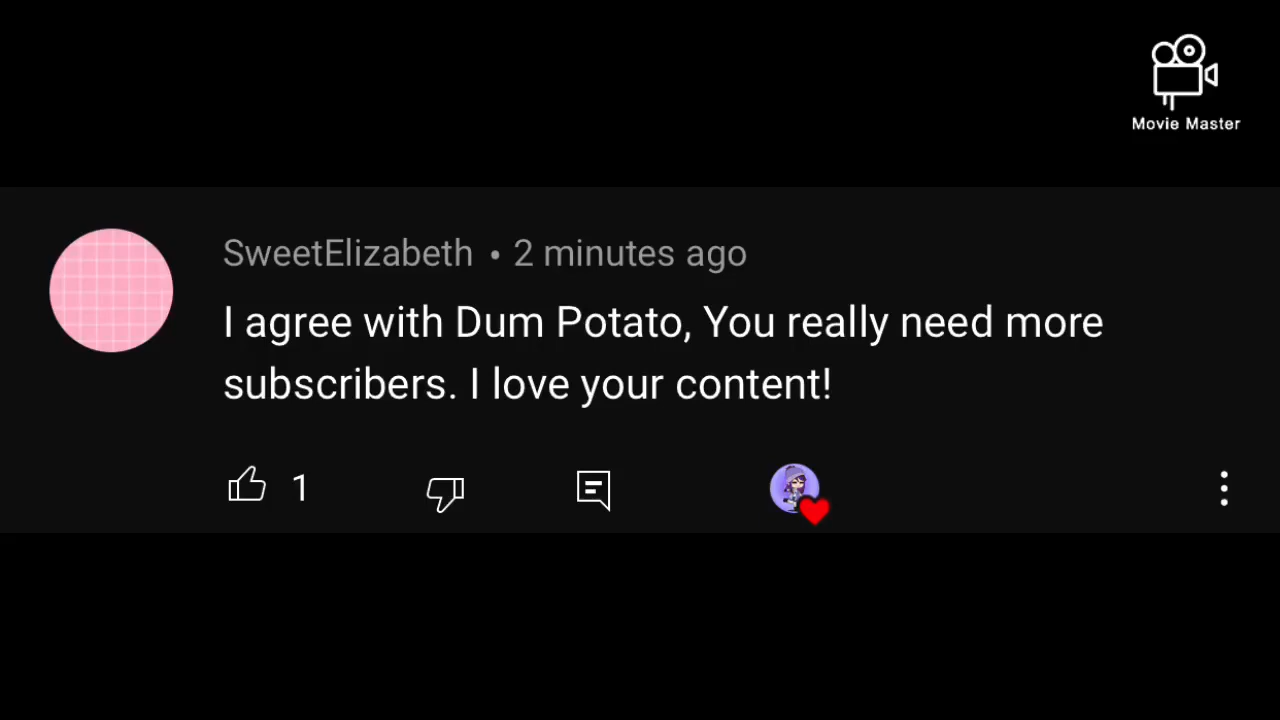 Movie Master
SweetElizabeth • 2 minutes ago
I agree with Dum Potato, You really need more
subscribers. I love your content!
1